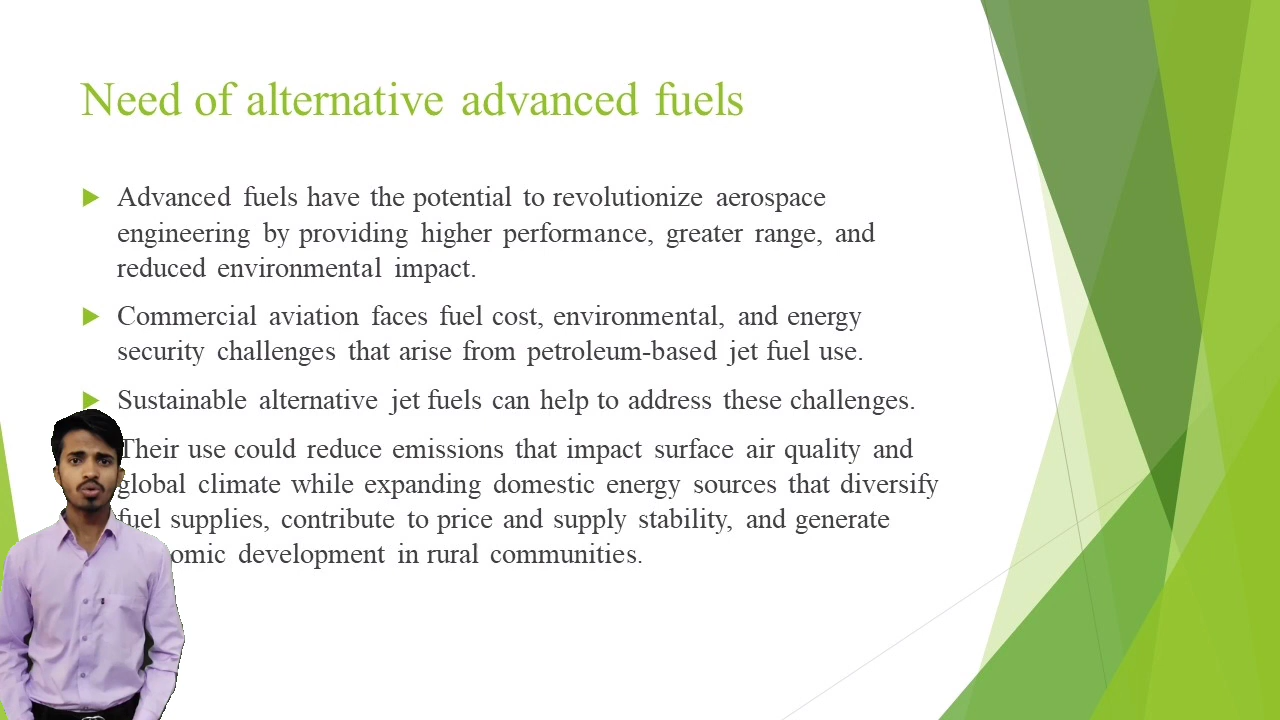 Need of alternative advanced fuels
Advanced fuels have the potential to revolutionize aerospace
engineering by providing higher performance, greater range, and
reduced environmental impact.
Commercial aviation faces fuel cost, environmental, and energy
security challenges that arise from petroleum-based jet fuel use.
Sustainable alternative jet fuels can help to address these challenges.
Their use could reduce emissions that impact surface air quality and
global climate while expanding domestic energy sources that diversify
fuel supplies, contribute to price and supply stability, and generate
omic development in rural communities.